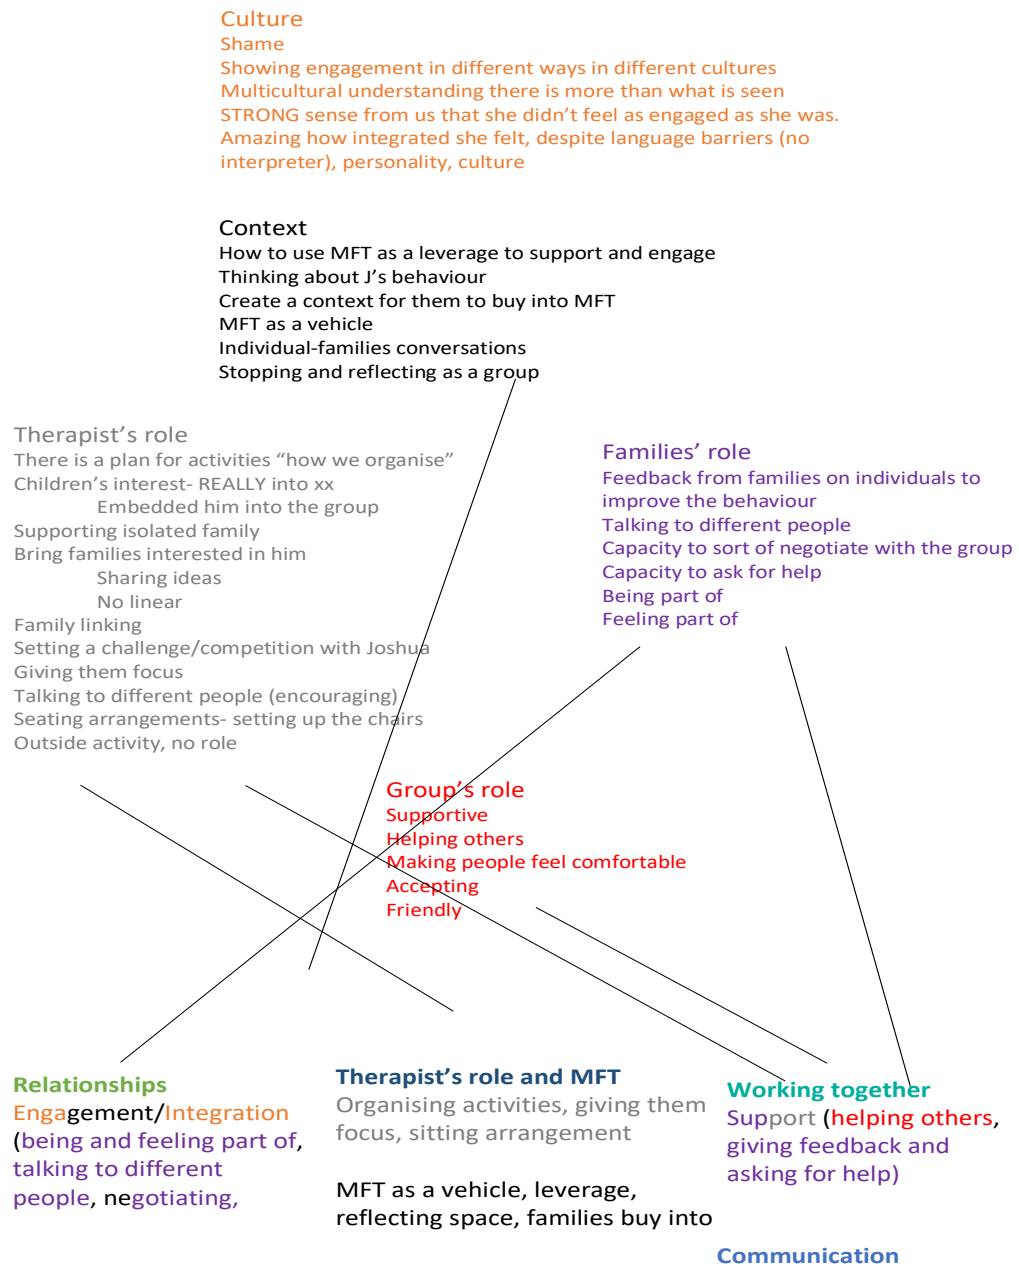 Culture
Shame
Showing engagement in different ways in different cultures
Multicultural understanding there is more than what is seen
STRONG sense from us that she didn’t feel as engaged as she was.
Amazing how integrated she felt, despite language barriers (no
interpreter), personality, culture
Context
How to use MFT as a leverage to support and engage
Thinking about J’s behaviour
Create a context for them to buy into MFT
MFT as a vehicle
Individual-families conversations
Stopping and reflecting as a group
Therapist’s role
There is a plan for activities “how we organise”
Children’s interest- REALLY into xx
Embedded him into the group
Supporting isolated family
Bring families interested in him
Sharing ideas
No linear
Family linking
Setting a challenge/competition with Joshua
Giving them focus
Talking to different people (encouraging)
Seating arrangements- setting up the chairs
Outside activity, no role
Families’ role
Feedback from families on individuals to
improve the behaviour
Talking to different people
Capacity to sort of negotiate with the group
Capacity to ask for help
Being part of
Feeling part of
Group’s role
Supportive
Helping others
Making people feel comfortable
Accepting
Friendly
Relationships
Engagement/Integration
(being and feeling part of,
talking to different
people, negotiating,
Therapist’s role and MFT
Organising activities, giving them
focus, sitting arrangement
MFT as a vehicle, leverage,
reflecting space, families buy into
Working together
Support (helping others,
giving feedback and
asking for help)
Communication